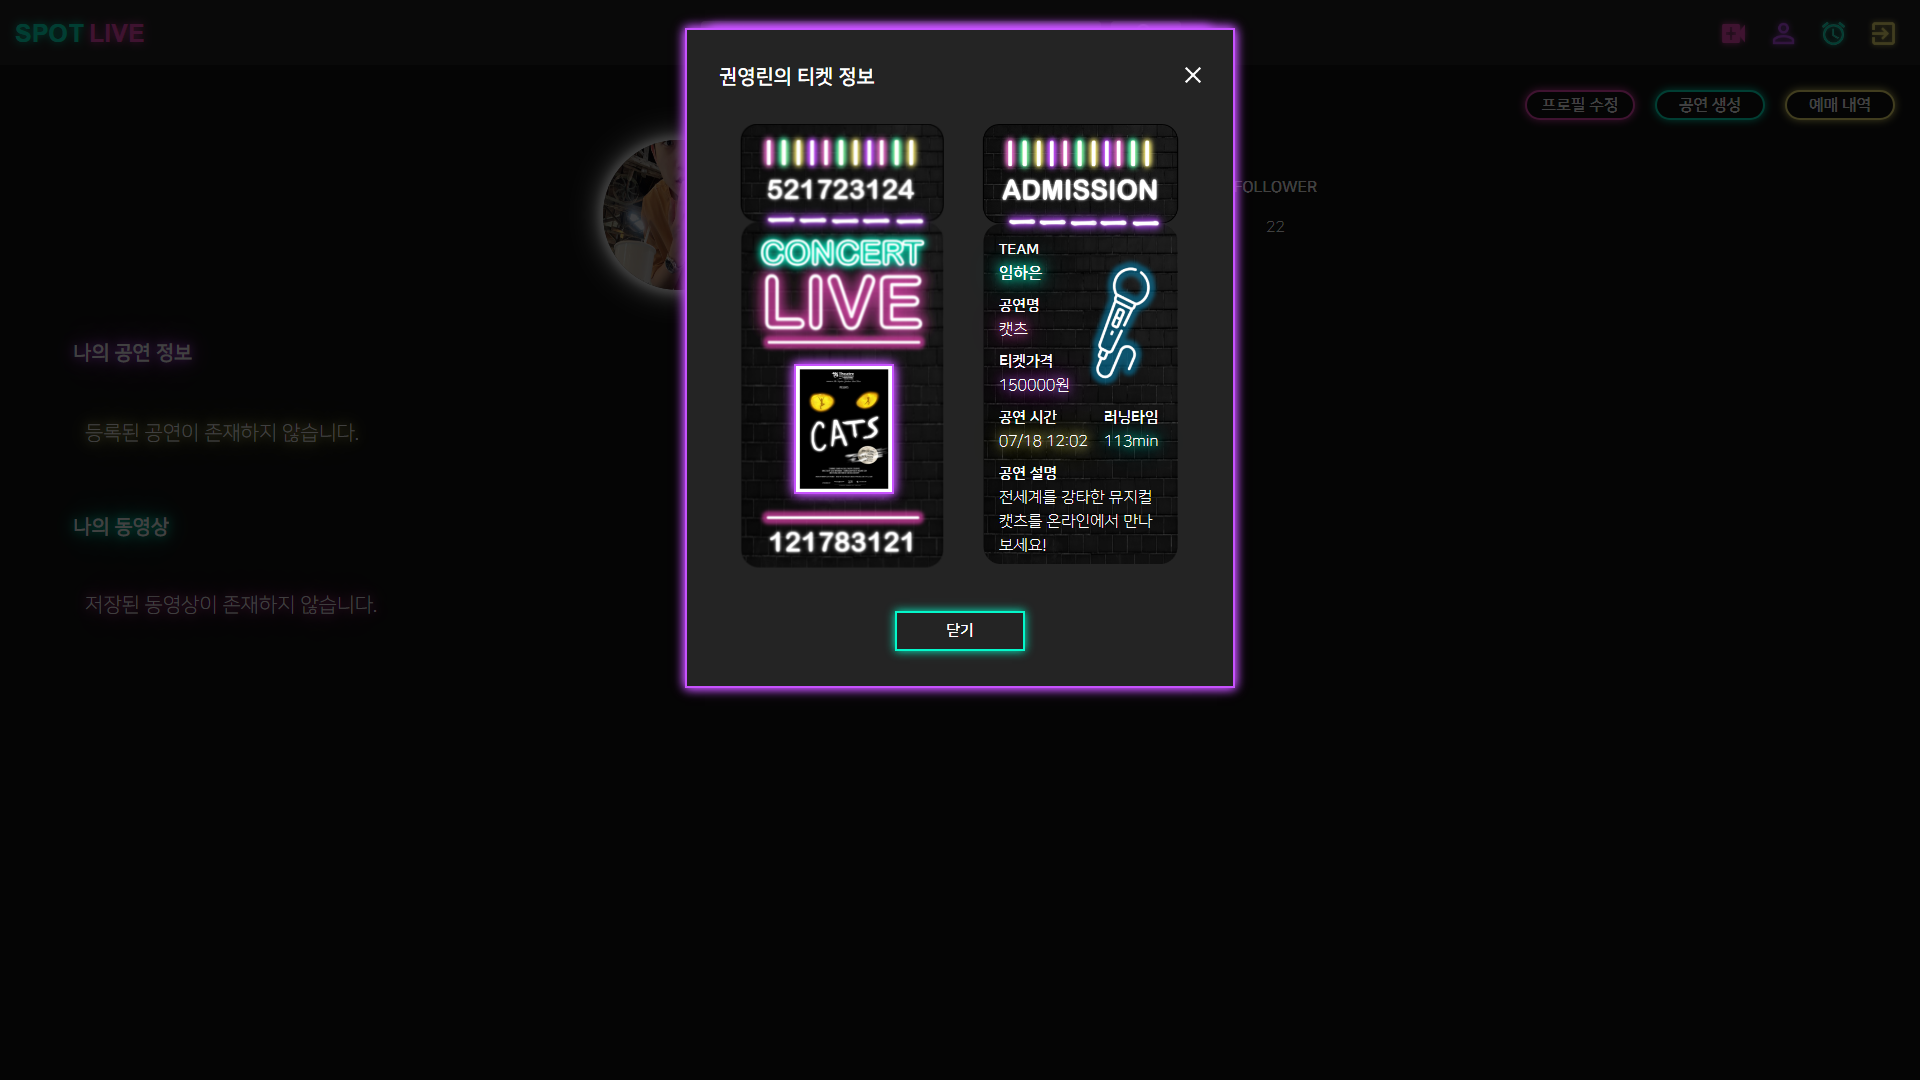 SPOT LIVE
프로필 수정
공연 생성
예매 내역
FOLLOWER
22
나의 공연 정보
등록된 공연이 존재하지 않습니다.
나의 동영상
저장된 동영상이 존재하지 않습니다.
권영린의 티켓 정보
521723124
CONCERT
LIVE
CATS
121783121
ADMISSION
TEAM
임하은
공연명
캣츠
티켓가격
150000원
공연 시간 러닝타임
07/18 12:02 113min
공연 설명
전세계를 강타한 뮤지컬
캣츠를 온라인에서 만나
보세요!
닫기